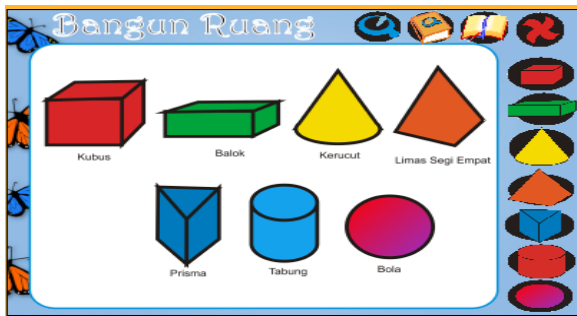 Bangun Ruang
Kubus
Balok
Kerucut
Limas Segi Empat
Prisma
Tabung
Bola